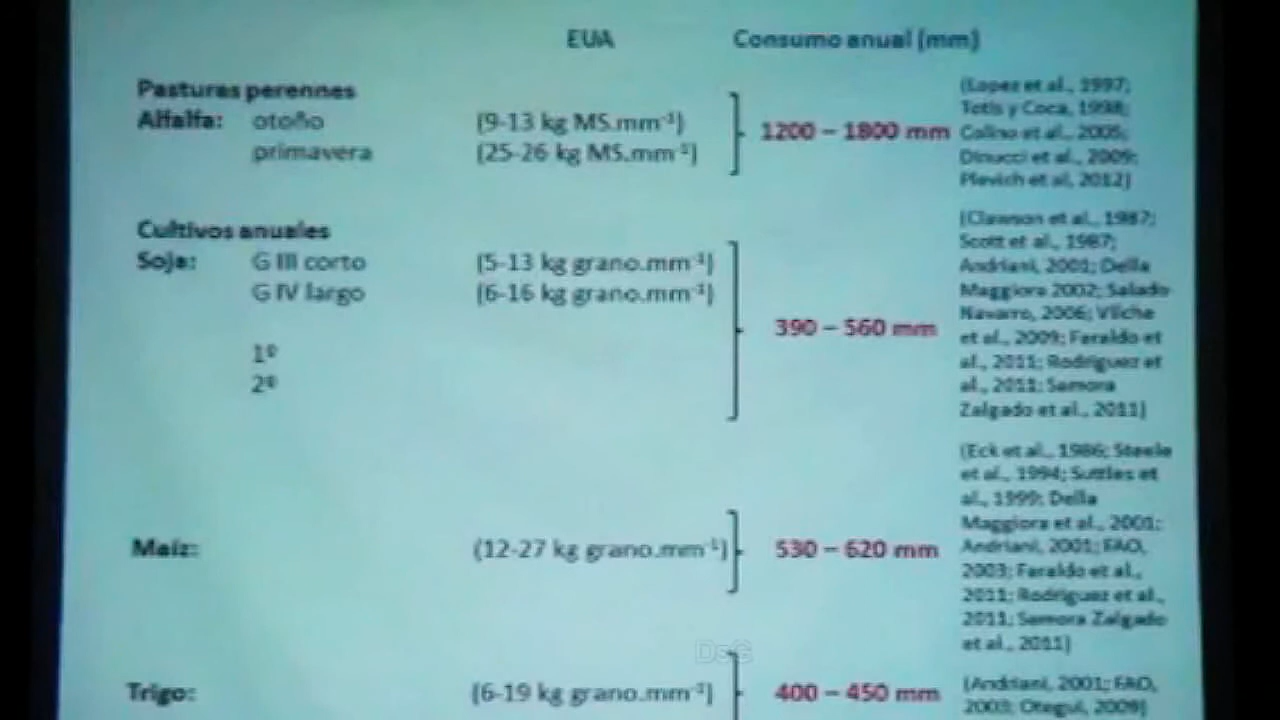 EUA Consumo anual (mm)
Pasturas perennes
Alfalfa: otoño (9-13 kg MS.mm⁻¹)
primavera (25-26 kg MS.mm⁻¹)
1200 – 1800 mm
(Lopez et al., 1997;
Totis y Coca, 1998;
Colino et al., 2005;
Dinucci et al., 2009;
Plevich et al, 2012)
Cultivos anuales
Soja: G III corto (5-13 kg grano.mm⁻¹)
G IV largo (6-16 kg grano.mm⁻¹)
1º
2º
390 – 560 mm
(Clawson et al., 1987;
Scott et al., 1987;
Andriani, 2001; Della
Maggiora 2002; Salado
Navarro, 2006; Vilche
et al., 2009; Faraldo et
al., 2011; Rodriguez et
al., 2011; Samora
Zalgado et al., 2011)
Maíz: (12-27 kg grano.mm⁻¹) 530 – 620 mm
(Eck et al., 1986; Steele
et al., 1994; Suttles et
al., 1999; Della
Maggiora et al., 2001;
Andriani, 2001; FAO,
2003; Faraldo et al.,
2011; Rodriguez et al.,
2011; Samora Zalgado
et al., 2011)
DsG
Trigo: (6-19 kg grano.mm⁻¹) 400 – 450 mm
(Andriani, 2001; FAO,
2003; Otegui, 2009)